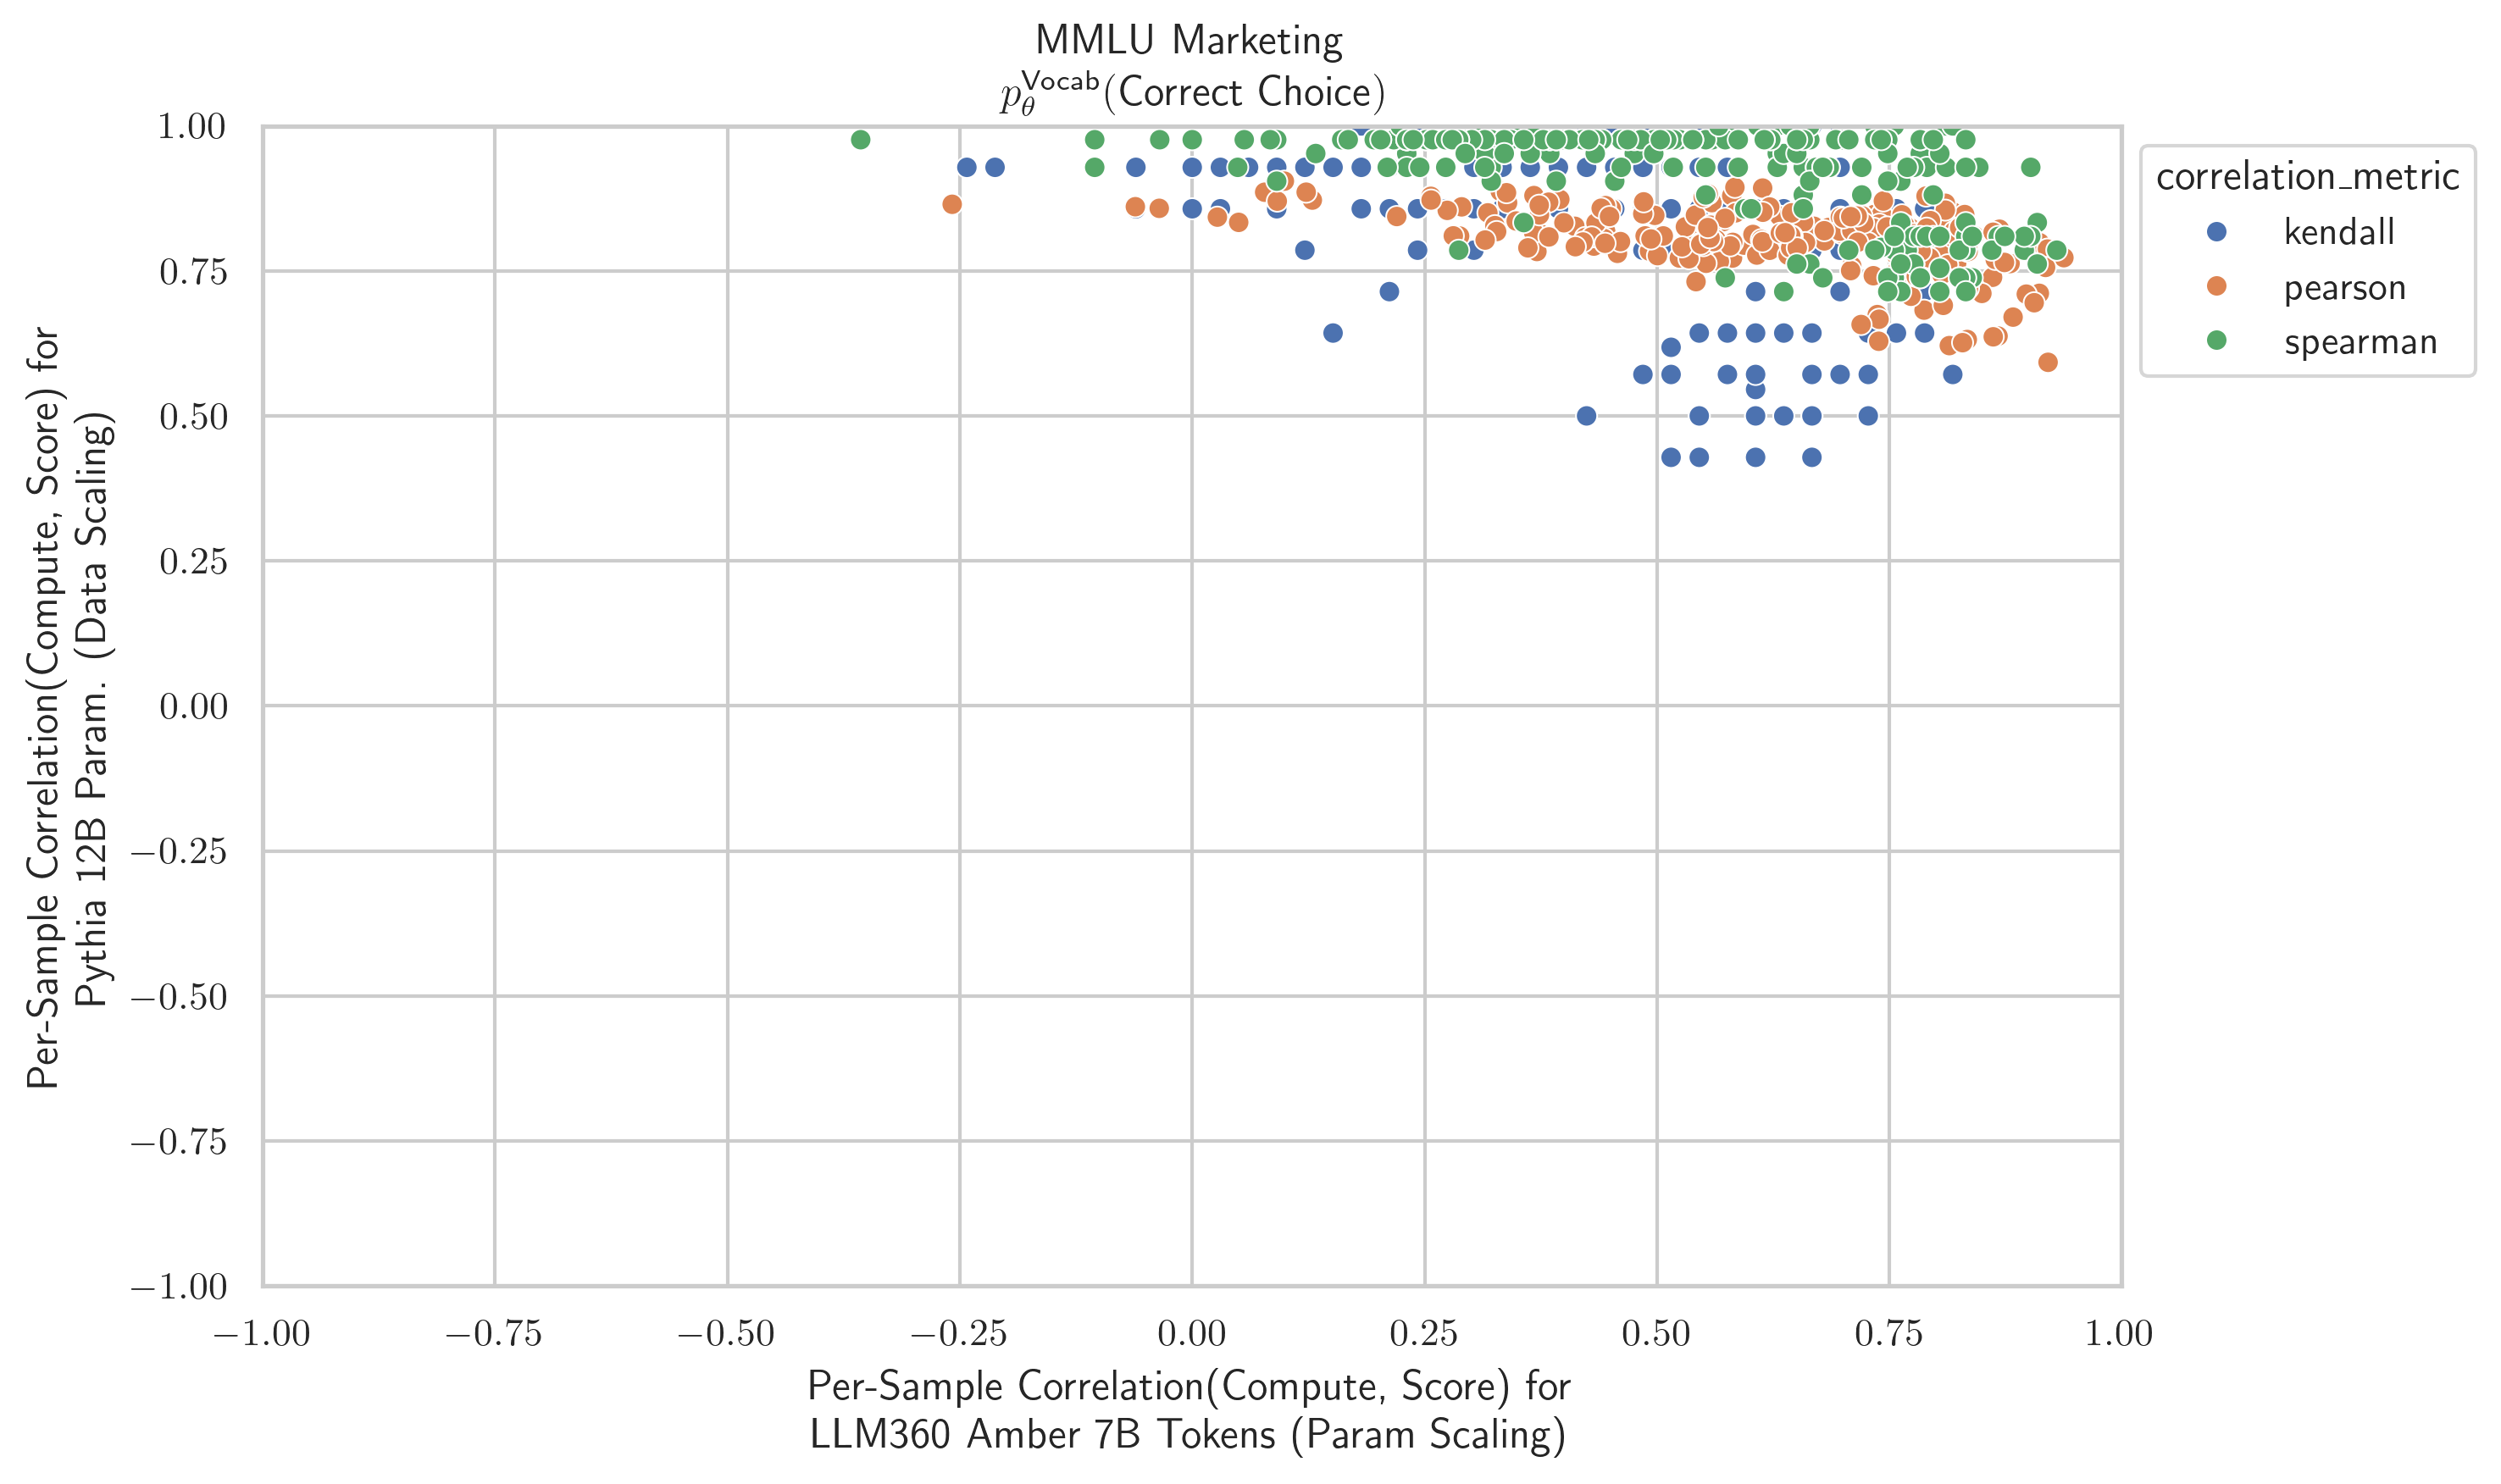 MMLU Marketing
p_θ^Vocab(Correct Choice)
1.00
0.75
0.50
0.25
0.00
−0.25
−0.50
−0.75
−1.00
Per-Sample Correlation(Compute, Score) for
Pythia 12B Param. (Data Scaling)
−1.00 −0.75 −0.50 −0.25 0.00 0.25 0.50 0.75 1.00
Per-Sample Correlation(Compute, Score) for
LLM360 Amber 7B Tokens (Param Scaling)
correlation_metric
kendall
pearson
spearman